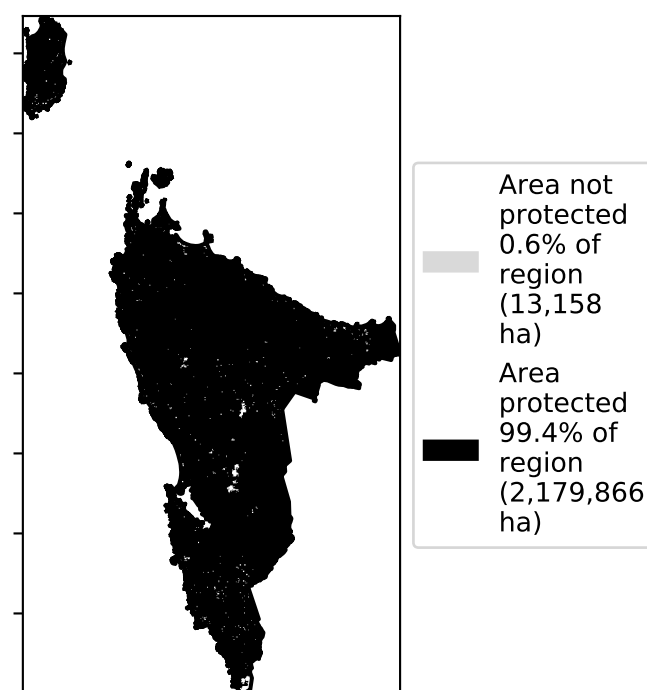 Area not
protected
0.6% of
region
(13,158
ha)
Area
protected
99.4% of
region
(2,179,866
ha)